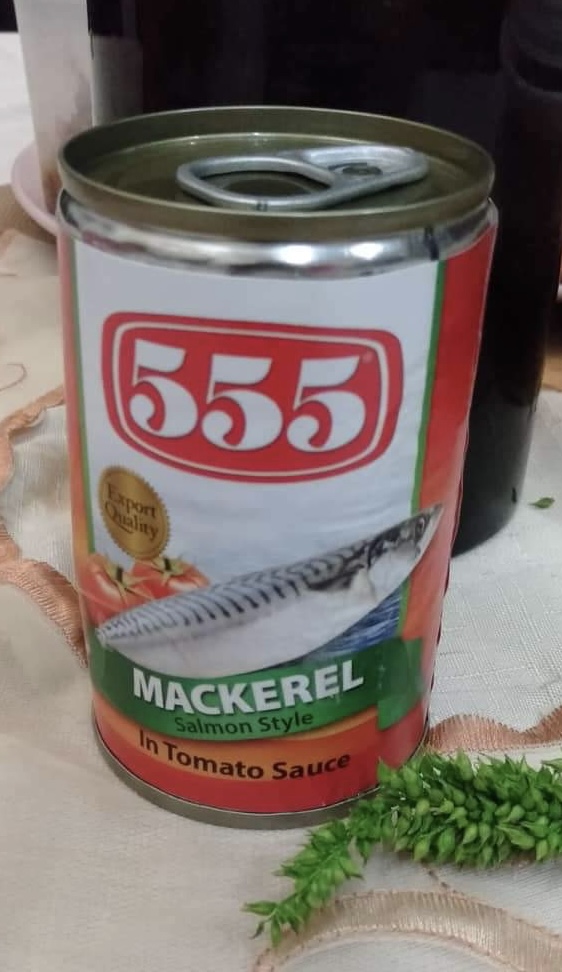 555
Export
Quality
MACKEREL
Salmon Style
In Tomato Sauce